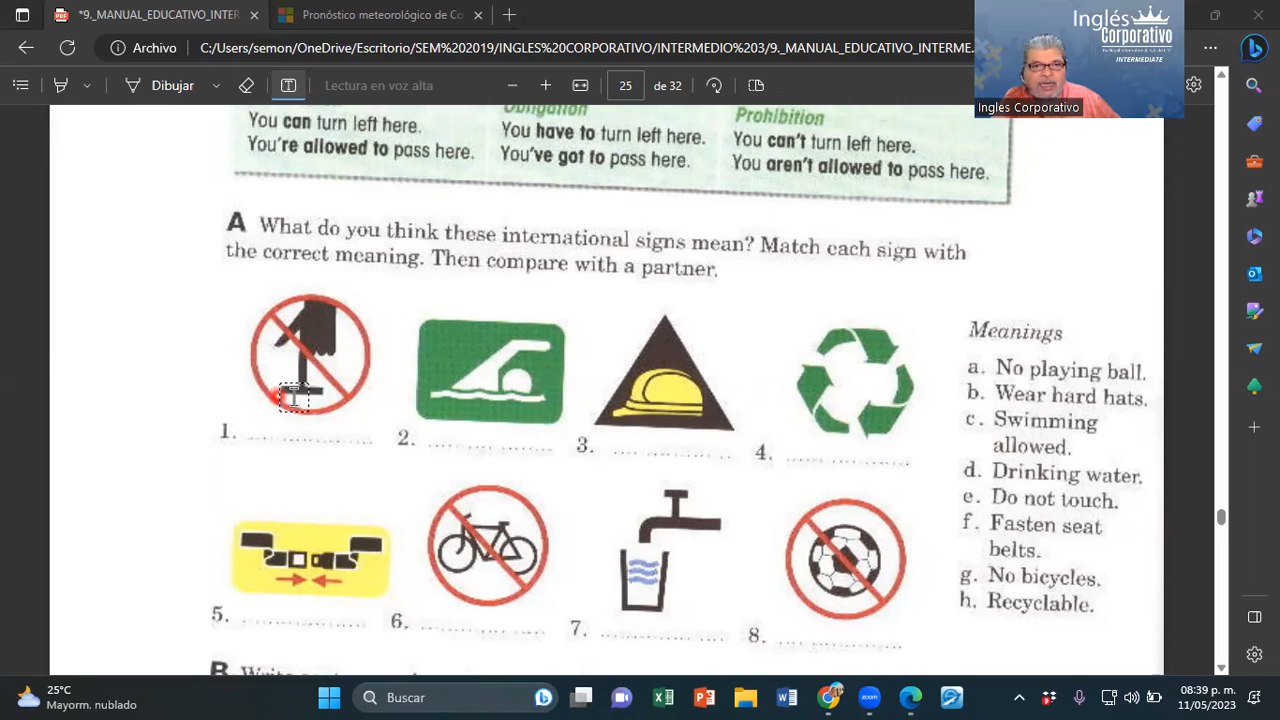 *9._MANUAL_EDUCATIVO_INTERM
Pronóstico meteorológico de Co
Archivo
C:/Users/senon/OneDrive/Escritorio/SEM%202019/INGLES%20CORPORATIVO/INTERMEDIO%203/9._MANUAL_EDUCATIVO_INTERME...
Inglés
Corporativo
INTERMEDIATE
Ingles Corporativo
Dibujar
Lectura en voz alta
25
de 32
Obligation
Prohibition
You can turn left here.
You have to turn left here.
You can't turn left here.
You're allowed to pass here.
You've got to pass here.
You aren't allowed to pass here.
A What do you think these international signs mean? Match each sign with
the correct meaning. Then compare with a partner.
Meanings
a. No playing ball.
b. Wear hard hats.
c. Swimming
allowed.
d. Drinking water.
e. Do not touch.
f. Fasten seat
belts.
g. No bicycles.
h. Recyclable.
1. ....................
2. ....................
3. ....................
4. ....................
5. ....................
6. ....................
7. ....................
8. ....................
25°C
Mayorm. nublado
Buscar
08:39 p. m.
11/05/2023